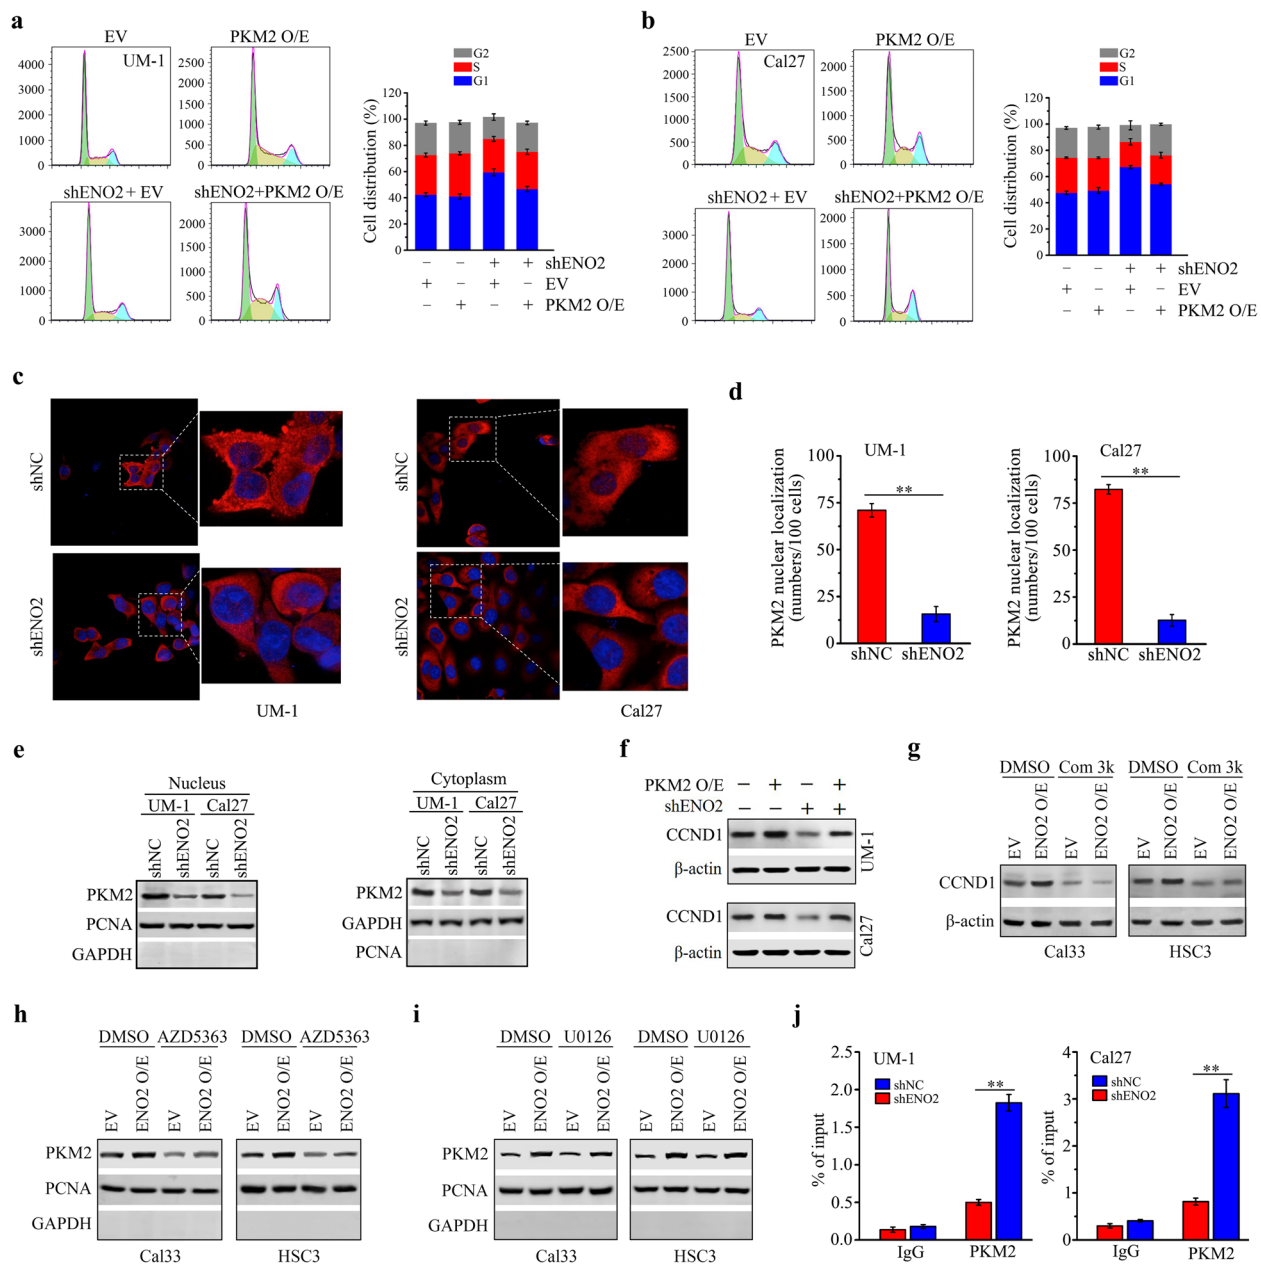 a
EV
PKM2 O/E
UM-1
4000
3000
2000
1000
0
2500
2000
1500
1000
500
0
shENO2 + EV
shENO2+PKM2 O/E
3000
2000
1000
0
2000
1500
1000
500
0
G2
S
G1
Cell distribution (%)
120
100
80
60
40
20
0
– – + + shENO2
+ – + – EV
– + – + PKM2 O/E
b
EV
PKM2 O/E
Cal27
2500
2000
1500
1000
500
0
2000
1500
1000
500
0
shENO2 + EV
shENO2+PKM2 O/E
3000
2000
1000
0
2000
1500
1000
500
0
G2
S
G1
Cell distribution (%)
120
100
80
60
40
20
0
– – + + shENO2
+ – + – EV
– + – + PKM2 O/E
c
shNC
shENO2
UM-1
shNC
shENO2
Cal27
d
PKM2 nuclear localization
(numbers/100 cells)
100
75
50
25
0
UM-1
**
shNC shENO2
PKM2 nuclear localization
(numbers/100 cells)
100
75
50
25
0
Cal27
**
shNC shENO2
e
Nucleus
UM-1 Cal27
shNC shENO2 shNC shENO2
PKM2
PCNA
GAPDH
Cytoplasm
UM-1 Cal27
shNC shENO2 shNC shENO2
PKM2
GAPDH
PCNA
f
PKM2 O/E – + – +
shENO2 – – + +
CCND1
β-actin
UM-1
CCND1
β-actin
Cal27
g
DMSO Com 3k DMSO Com 3k
EV ENO2 O/E EV ENO2 O/E EV ENO2 O/E EV ENO2 O/E
CCND1
β-actin
Cal33 HSC3
h
DMSO AZD5363 DMSO AZD5363
EV ENO2 O/E EV ENO2 O/E EV ENO2 O/E EV ENO2 O/E
PKM2
PCNA
GAPDH
Cal33 HSC3
i
DMSO U0126 DMSO U0126
EV ENO2 O/E EV ENO2 O/E EV ENO2 O/E EV ENO2 O/E
PKM2
PCNA
GAPDH
Cal33 HSC3
j
% of input
2.5
2.0
1.5
1.0
0.5
0.0
UM-1
shNC
shENO2
**
IgG PKM2
% of input
4
3
2
1
0
Cal27
shNC
shENO2
**
IgG PKM2